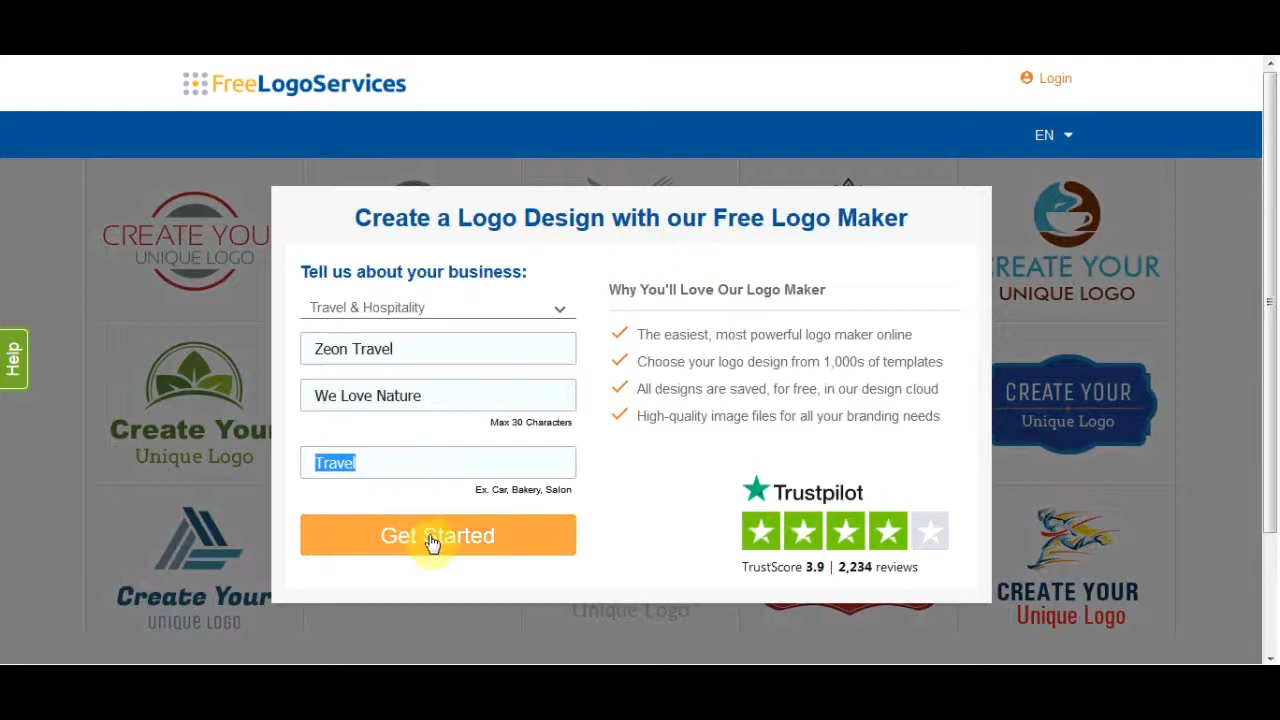 FreeLogoServices
Login
EN
Create a Logo Design with our Free Logo Maker
Tell us about your business:
Travel & Hospitality
Zeon Travel
We Love Nature
Max 30 Characters
Travel
Ex. Car, Bakery, Salon
Get Started
Why You'll Love Our Logo Maker
The easiest, most powerful logo maker online
Choose your logo design from 1,000s of templates
All designs are saved, for free, in our design cloud
High-quality image files for all your branding needs
Trustpilot
TrustScore 3.9 | 2,234 reviews
Help
CREATE YOU
UNIQUE LOGO
Create You
Unique Logo
Create Your
UNIQUE LOGO
Unique Logo
CREATE YOUR
UNIQUE LOGO
CREATE YOUR
Unique Logo
CREATE YOUR
Unique Logo